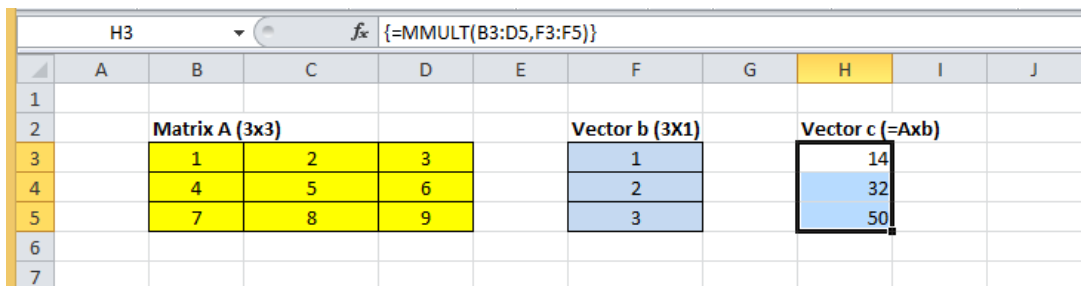 H3 fx {=MMULT(B3:D5,F3:F5)}
A B C D E F G H I J
1
2 Matrix A (3x3) Vector b (3X1) Vector c (=Axb)
3 1 2 3 1 14
4 4 5 6 2 32
5 7 8 9 3 50
6
7